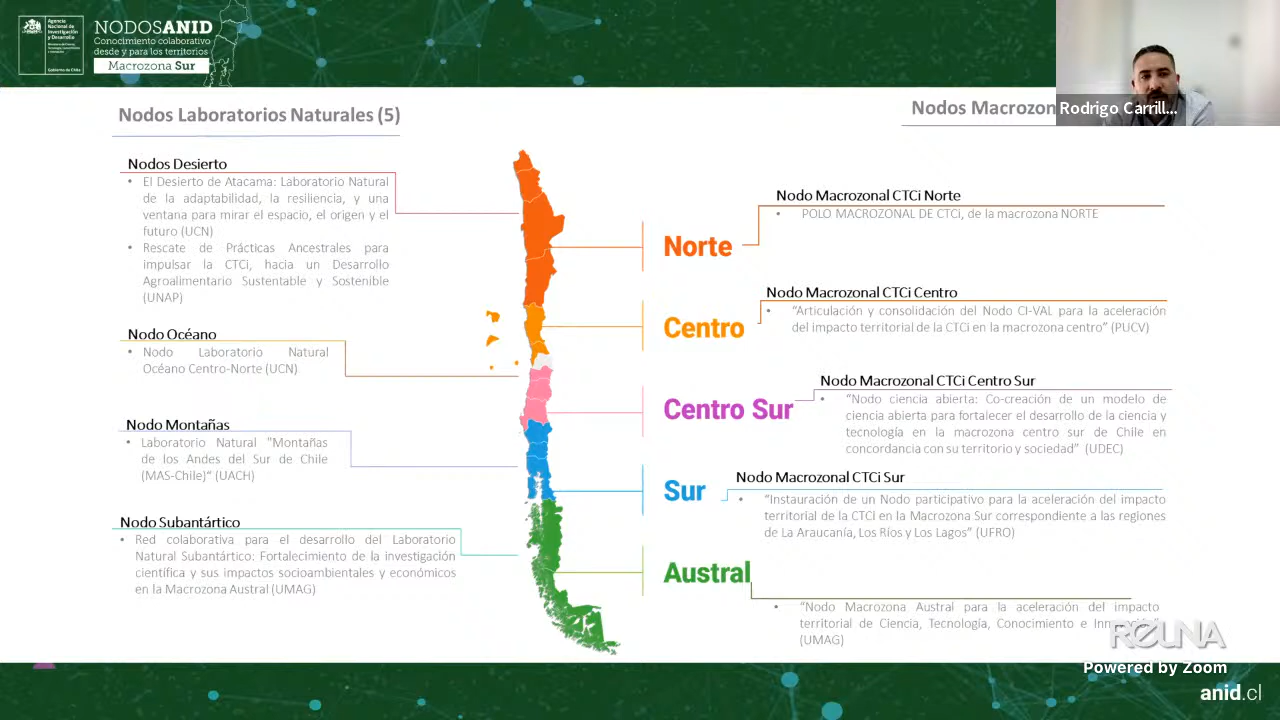 Agencia
Nacional de
Investigación
y Desarrollo
Gobierno de Chile
NODOSANID
Conocimiento colaborativo
desde y para los territorios
Macrozona Sur
Rodrigo Carrill...
Nodos Laboratorios Naturales (5)
Nodos Desierto
• El Desierto de Atacama: Laboratorio Natural
de la adaptabilidad, la resiliencia, y una
ventana para mirar el espacio, el origen y el
futuro (UCN)
• Rescate de Prácticas Ancestrales para
impulsar la CTCi, hacia un Desarrollo
Agroalimentario Sustentable y Sostenible
(UNAP)
Nodo Océano
• Nodo Laboratorio Natural
Océano Centro-Norte (UCN)
Nodo Montañas
• Laboratorio Natural "Montañas
de los Andes del Sur de Chile
(MAS-Chile)" (UACH)
Nodo Subantártico
• Red colaborativa para el desarrollo del Laboratorio
Natural Subantártico: Fortalecimiento de la investigación
científica y sus impactos socioambientales y económicos
en la Macrozona Austral (UMAG)
Nodos Macrozon
Norte
Nodo Macrozonal CTCi Norte
• POLO MACROZONAL DE CTCi, de la macrozona NORTE
Centro
Nodo Macrozonal CTCi Centro
• "Articulación y consolidación del Nodo CI-VAL para la aceleración
del impacto territorial de la CTCi en la macrozona centro" (PUCV)
Centro Sur
Nodo Macrozonal CTCi Centro Sur
• "Nodo ciencia abierta: Co-creación de un modelo de
ciencia abierta para fortalecer el desarrollo de la ciencia y
tecnología en la macrozona centro sur de Chile en
concordancia con su territorio y sociedad" (UDEC)
Sur
Nodo Macrozonal CTCi Sur
• "Instauración de un Nodo participativo para la aceleración del impacto
territorial de la CTCi en la Macrozona Sur correspondiente a las regiones
de La Araucanía, Los Ríos y Los Lagos" (UFRO)
Austral
• "Nodo Macrozona Austral para la aceleración del impacto
territorial de Ciencia, Tecnología, Conocimiento e
(UMAG)
REUNA
Powered by Zoom
anid.cl